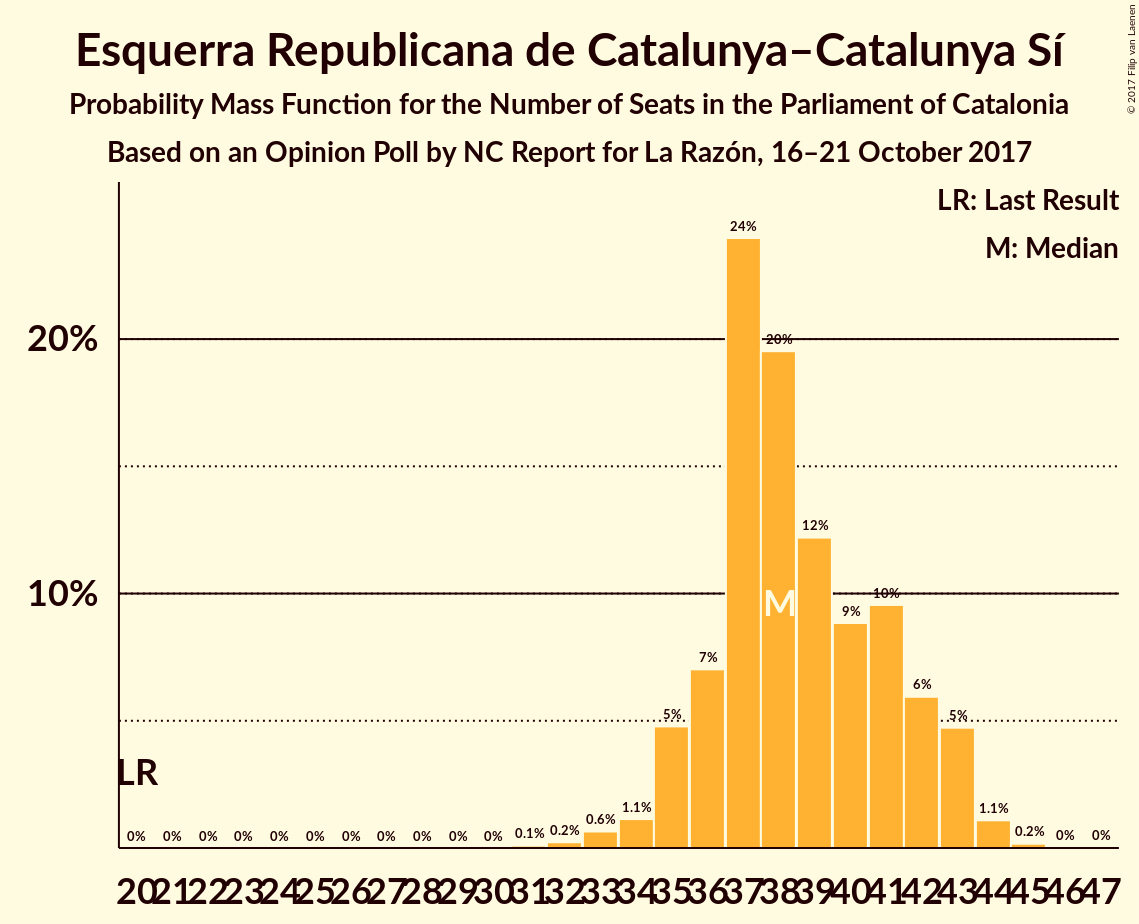 Esquerra Republicana de Catalunya–Catalunya Sí
Probability Mass Function for the Number of Seats in the Parliament of Catalonia
Based on an Opinion Poll by NC Report for La Razón, 16–21 October 2017
© 2017 Filip van Laenen
LR: Last Result
M: Median
24%
20%
20%
12%
10%
10%
9%
M
7%
6%
5%
5%
LR
0% 0% 0% 0% 0% 0% 0% 0% 0% 0% 0% 0.1% 0.2% 0.6% 1.1% 1.1% 0.2% 0% 0%
20 21 22 23 24 25 26 27 28 29 30 31 32 33 34 35 36 37 38 39 40 41 42 43 44 45 46 47